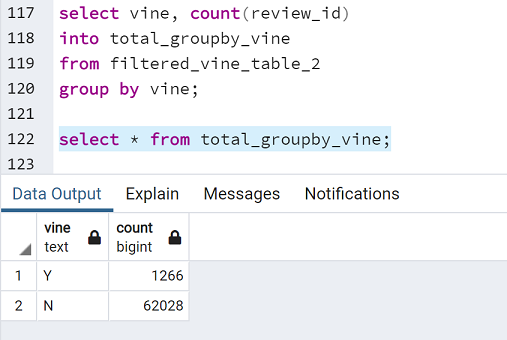 117 select vine, count(review_id)
118 into total_groupby_vine
119 from filtered_vine_table_2
120 group by vine;
121
122 select * from total_groupby_vine;
123
Data Output Explain Messages Notifications
vine count
text bigint
1 Y 1266
2 N 62028